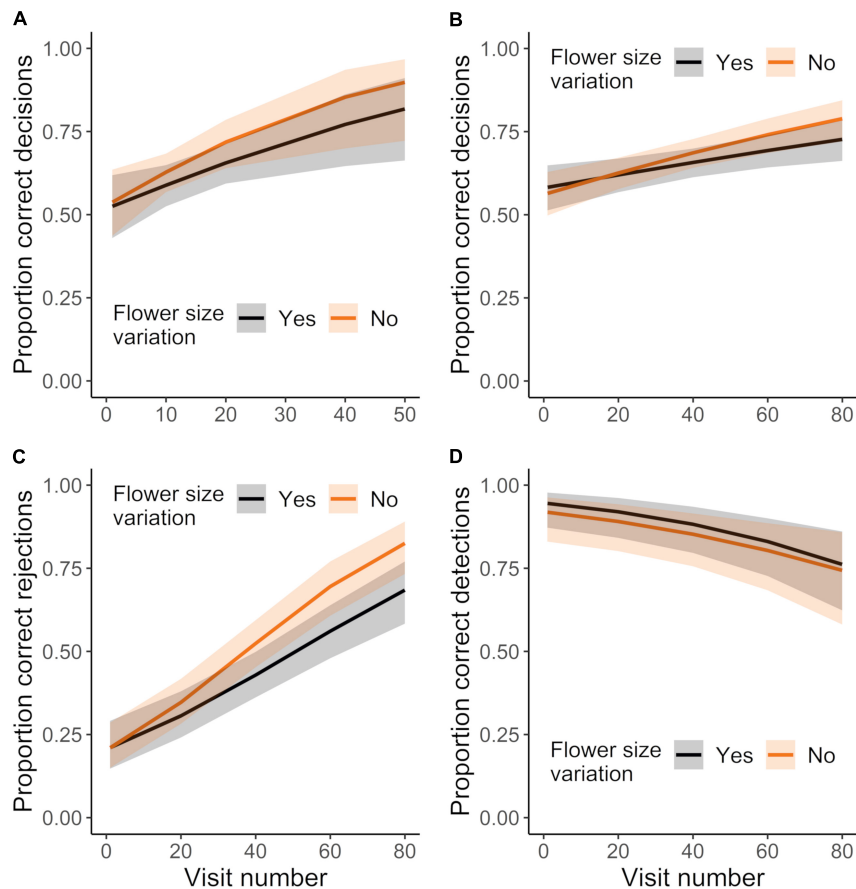 A
Proportion correct decisions
1.00
0.75
0.50
0.25
0.00
Flower size
variation
Yes
No
0 10 20 30 40 50
B
Proportion correct decisions
1.00
0.75
0.50
0.25
0.00
Flower size
variation
Yes
No
0 20 40 60 80
C
Proportion correct rejections
1.00
0.75
0.50
0.25
0.00
Flower size
variation
Yes
No
0 20 40 60 80
Visit number
D
Proportion correct detections
1.00
0.75
0.50
0.25
0.00
Flower size
variation
Yes
No
0 20 40 60 80
Visit number